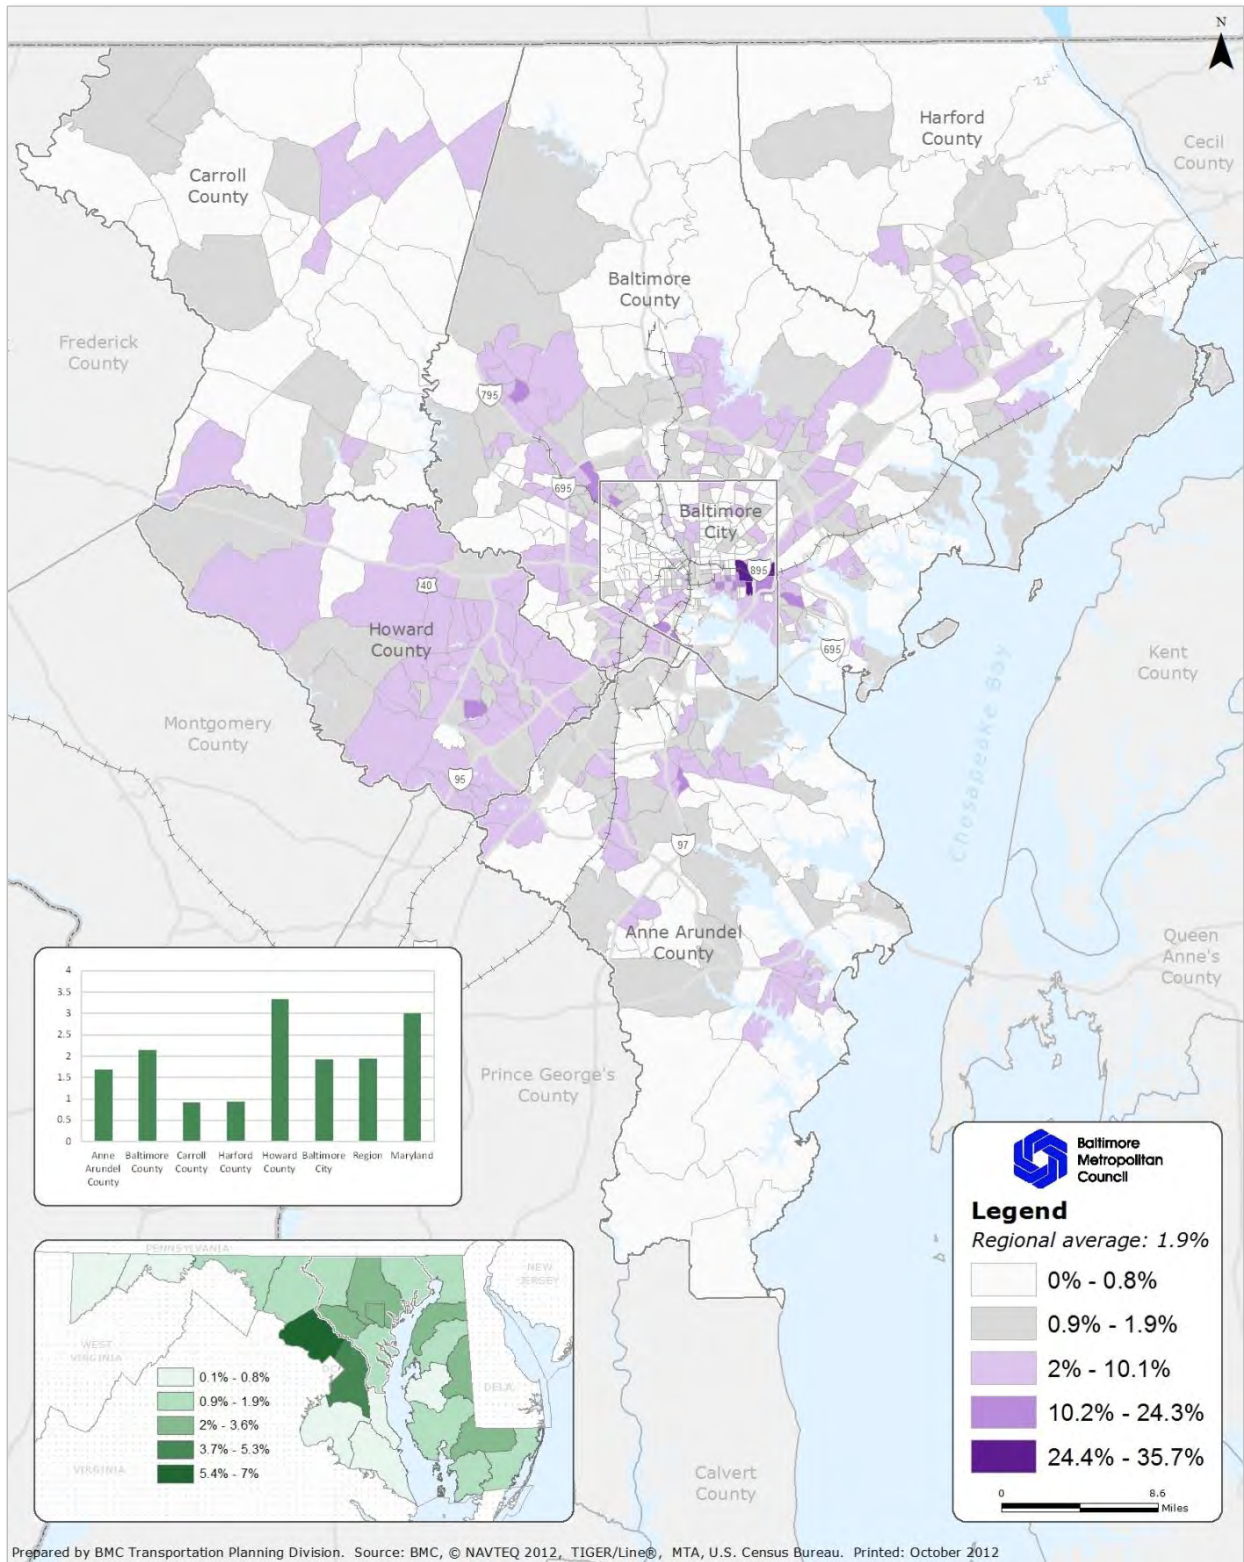 N
Harford
County
Cecil
County
Carroll
County
Baltimore
County
Frederick
County
795
695
Baltimore
City
895
40
Howard
County
695
Kent
County
Montgomery
County
95
Chesapeake Bay
97
Anne Arundel
County
Queen
Anne's
County
Prince George's
County
Calvert
County
4
3.5
3
2.5
2
1.5
1
0.5
0
Anne Arundel County
Baltimore County
Carroll County
Harford County
Howard County
Baltimore City
Region
Maryland
PENNSYLVANIA
NEW
JERSEY
WEST
VIRGINIA
DELA
VIRGINIA
0.1% - 0.8%
0.9% - 1.9%
2% - 3.6%
3.7% - 5.3%
5.4% - 7%
Baltimore
Metropolitan
Council
Legend
Regional average: 1.9%
0% - 0.8%
0.9% - 1.9%
2% - 10.1%
10.2% - 24.3%
24.4% - 35.7%
0 8.6
Miles
Prepared by BMC Transportation Planning Division. Source: BMC, © NAVTEQ 2012, TIGER/Line®, MTA, U.S. Census Bureau. Printed: October 2012